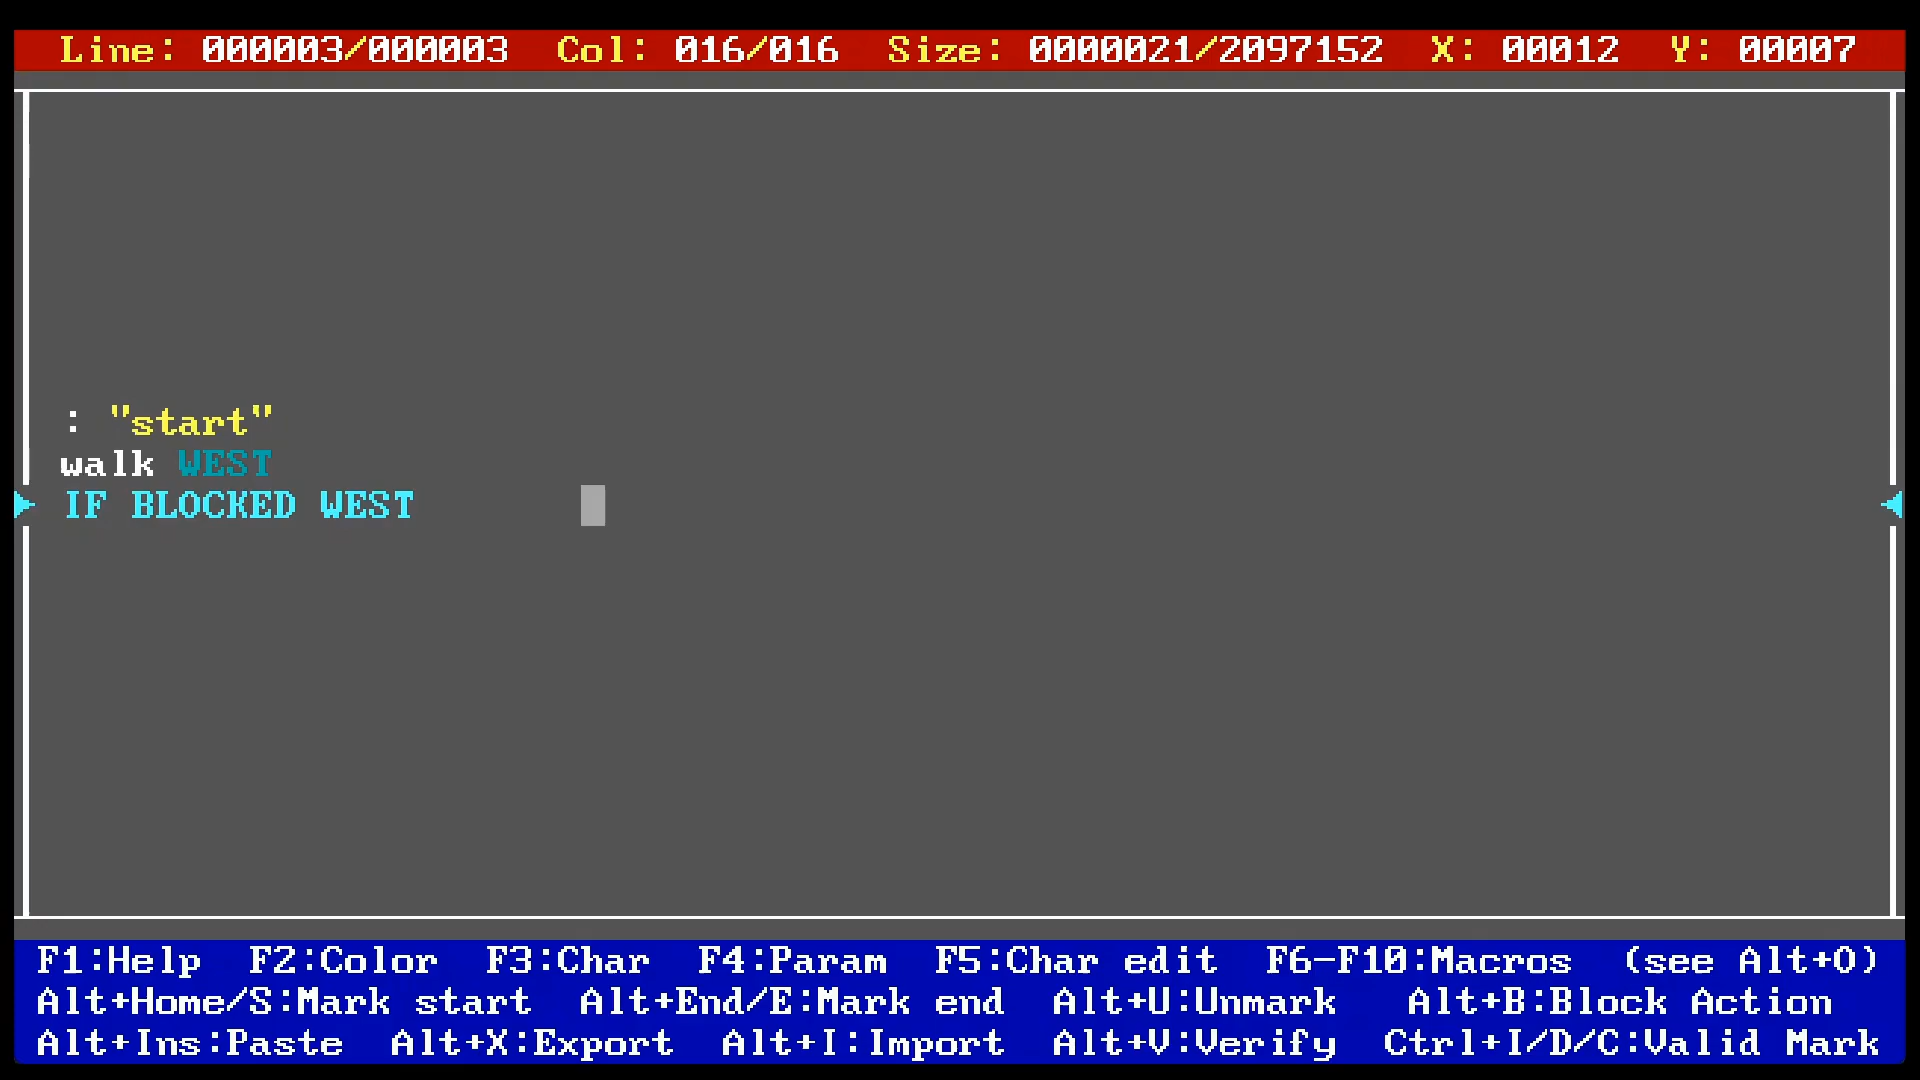 Line: 000003/000003 Col: 016/016 Size: 0000021/2097152 X: 00012 Y: 00007
: "start"
walk WEST
IF BLOCKED WEST
F1:Help F2:Color F3:Char F4:Param F5:Char edit F6-F10:Macros (see Alt+O)
Alt+Home/S:Mark start Alt+End/E:Mark end Alt+U:Unmark Alt+B:Block Action
Alt+Ins:Paste Alt+X:Export Alt+I:Import Alt+V:Verify Ctrl+I/D/C:Valid Mark